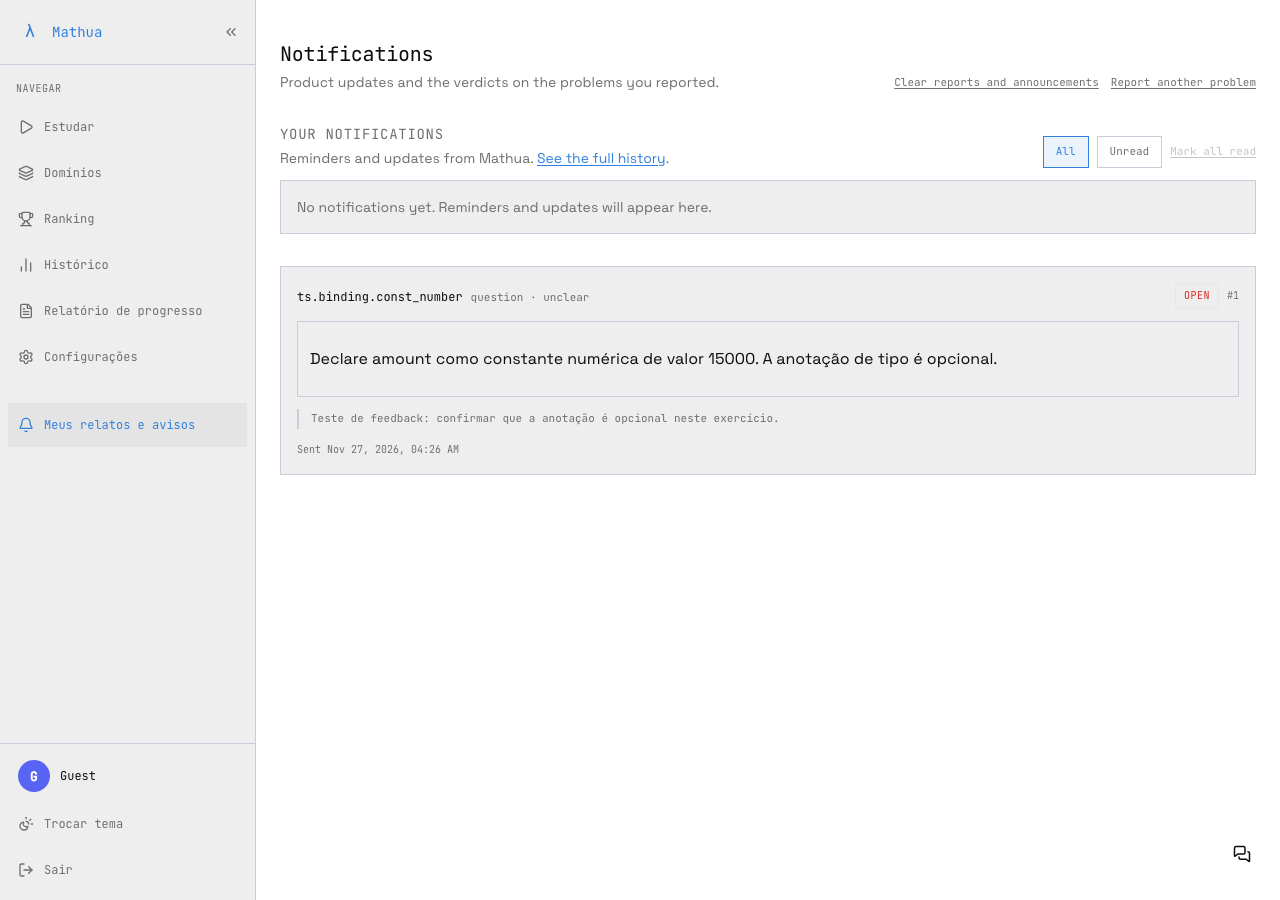 λ Mathua
NAVEGAR
Estudar
Domínios
Ranking
Histórico
Relatório de progresso
Configurações
Meus relatos e avisos
G Guest
Trocar tema
Sair
Notifications
Product updates and the verdicts on the problems you reported.
Clear reports and announcements Report another problem
YOUR NOTIFICATIONS
Reminders and updates from Mathua. See the full history.
All Unread Mark all read
No notifications yet. Reminders and updates will appear here.
ts.binding.const_number question · unclear OPEN #1
Declare amount como constante numérica de valor 15000. A anotação de tipo é opcional.
Teste de feedback: confirmar que a anotação é opcional neste exercício.
Sent Nov 27, 2026, 04:26 AM